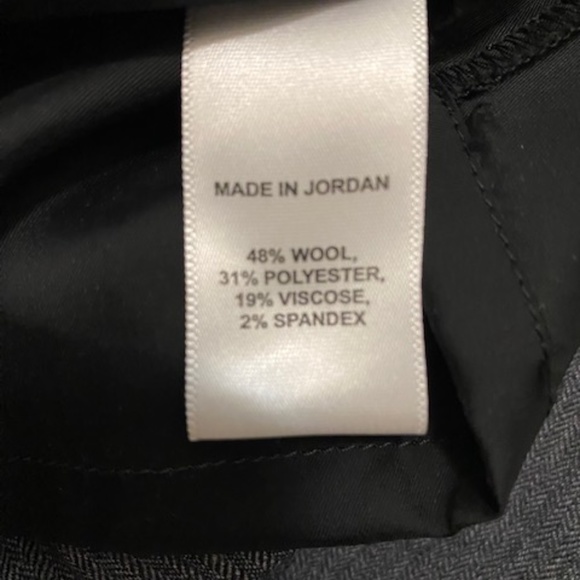 MADE IN JORDAN
48% WOOL,
31% POLYESTER,
19% VISCOSE,
2% SPANDEX